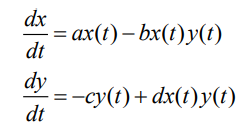 dx/dt = ax(t) − bx(t)y(t)
dy/dt = −cy(t) + dx(t)y(t)